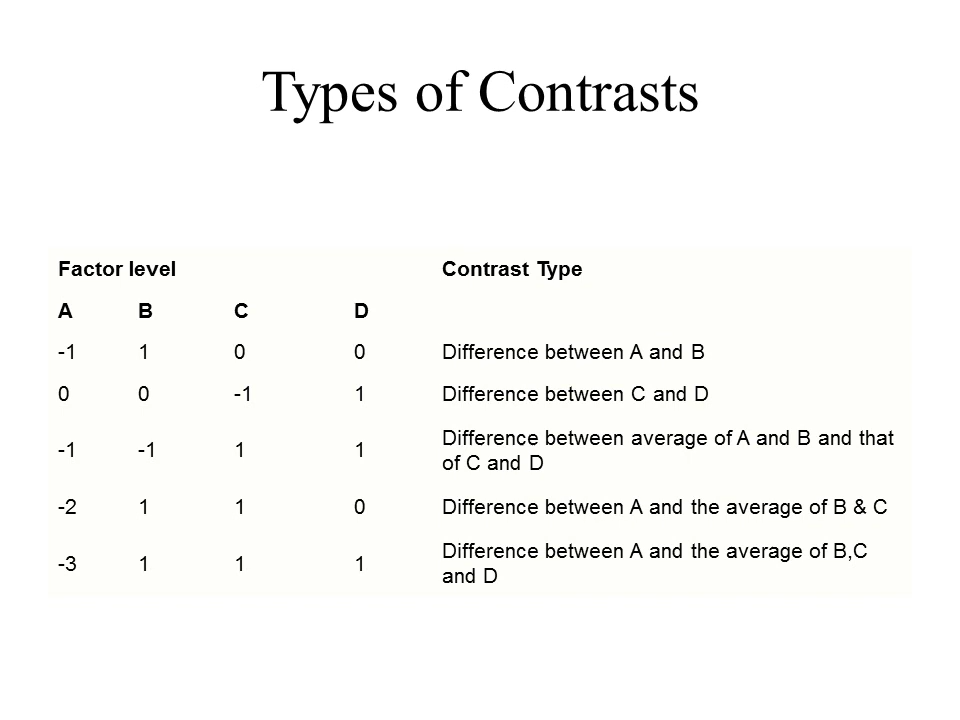 Types of Contrasts
Factor level Contrast Type
A B C D
-1 1 0 0 Difference between A and B
0 0 -1 1 Difference between C and D
-1 -1 1 1 Difference between average of A and B and that
of C and D
-2 1 1 0 Difference between A and the average of B & C
-3 1 1 1 Difference between A and the average of B,C
and D